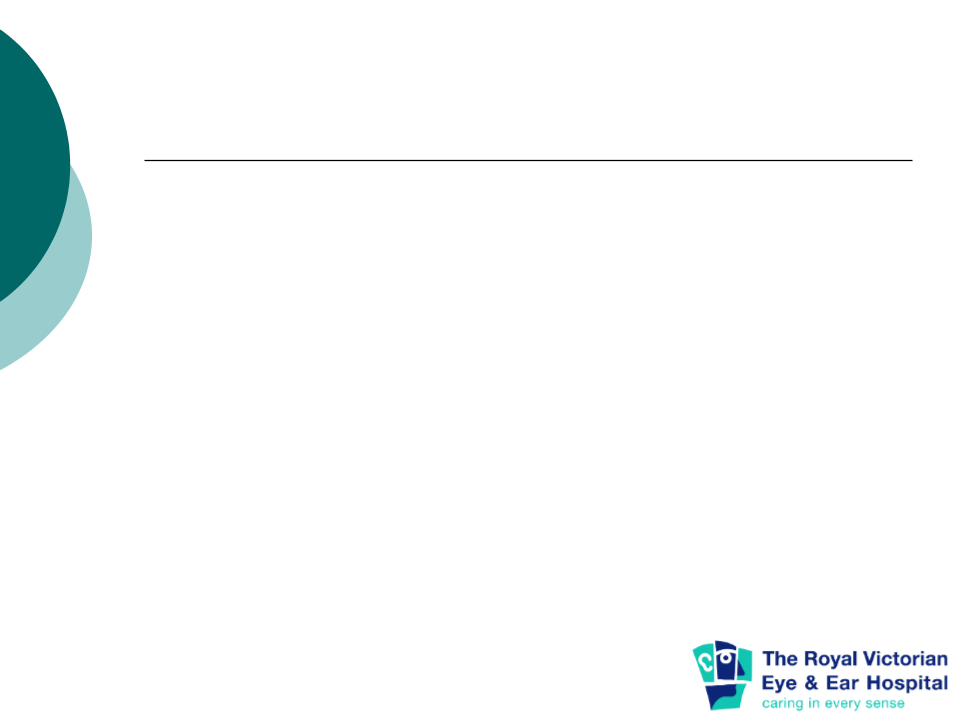 The Royal Victorian
Eye & Ear Hospital
caring in every sense